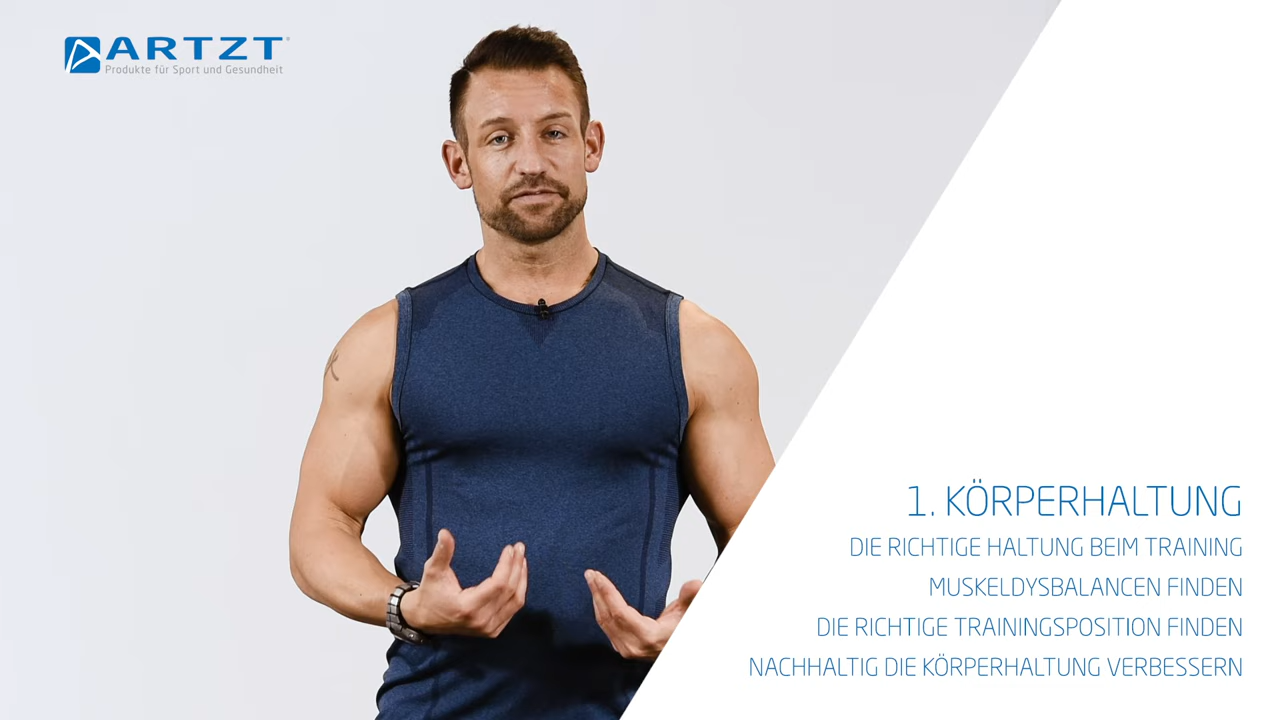 ARTZT®
Produkte für Sport und Gesundheit
1. KÖRPERHALTUNG
DIE RICHTIGE HALTUNG BEIM TRAINING
MUSKELDYSBALANCEN FINDEN
DIE RICHTIGE TRAININGSPOSITION FINDEN
NACHHALTIG DIE KÖRPERHALTUNG VERBESSERN